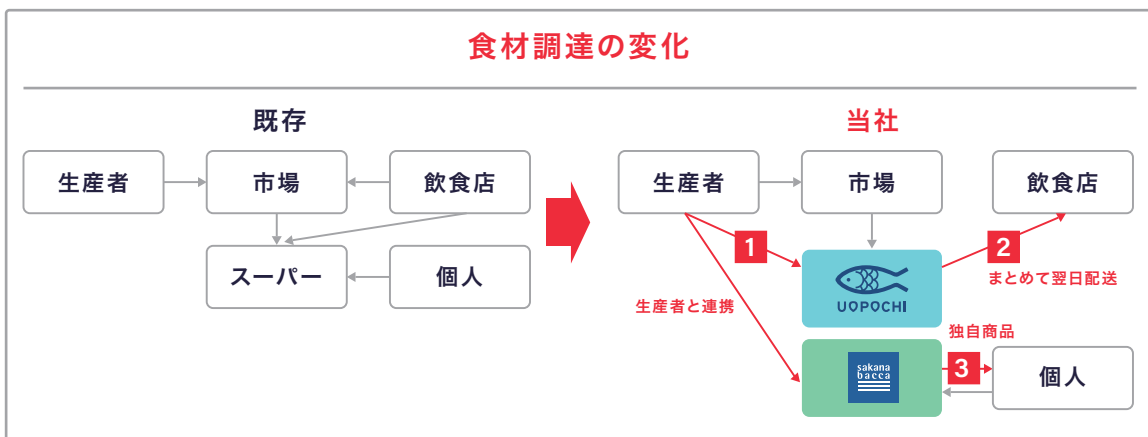 食材調達の変化
既存
生産者
市場
飲食店
スーパー
個人
当社
生産者
市場
飲食店
1
2
UOPOCHI
まとめて翌日配送
生産者と連携
独自商品
sakana
bacca
3
個人